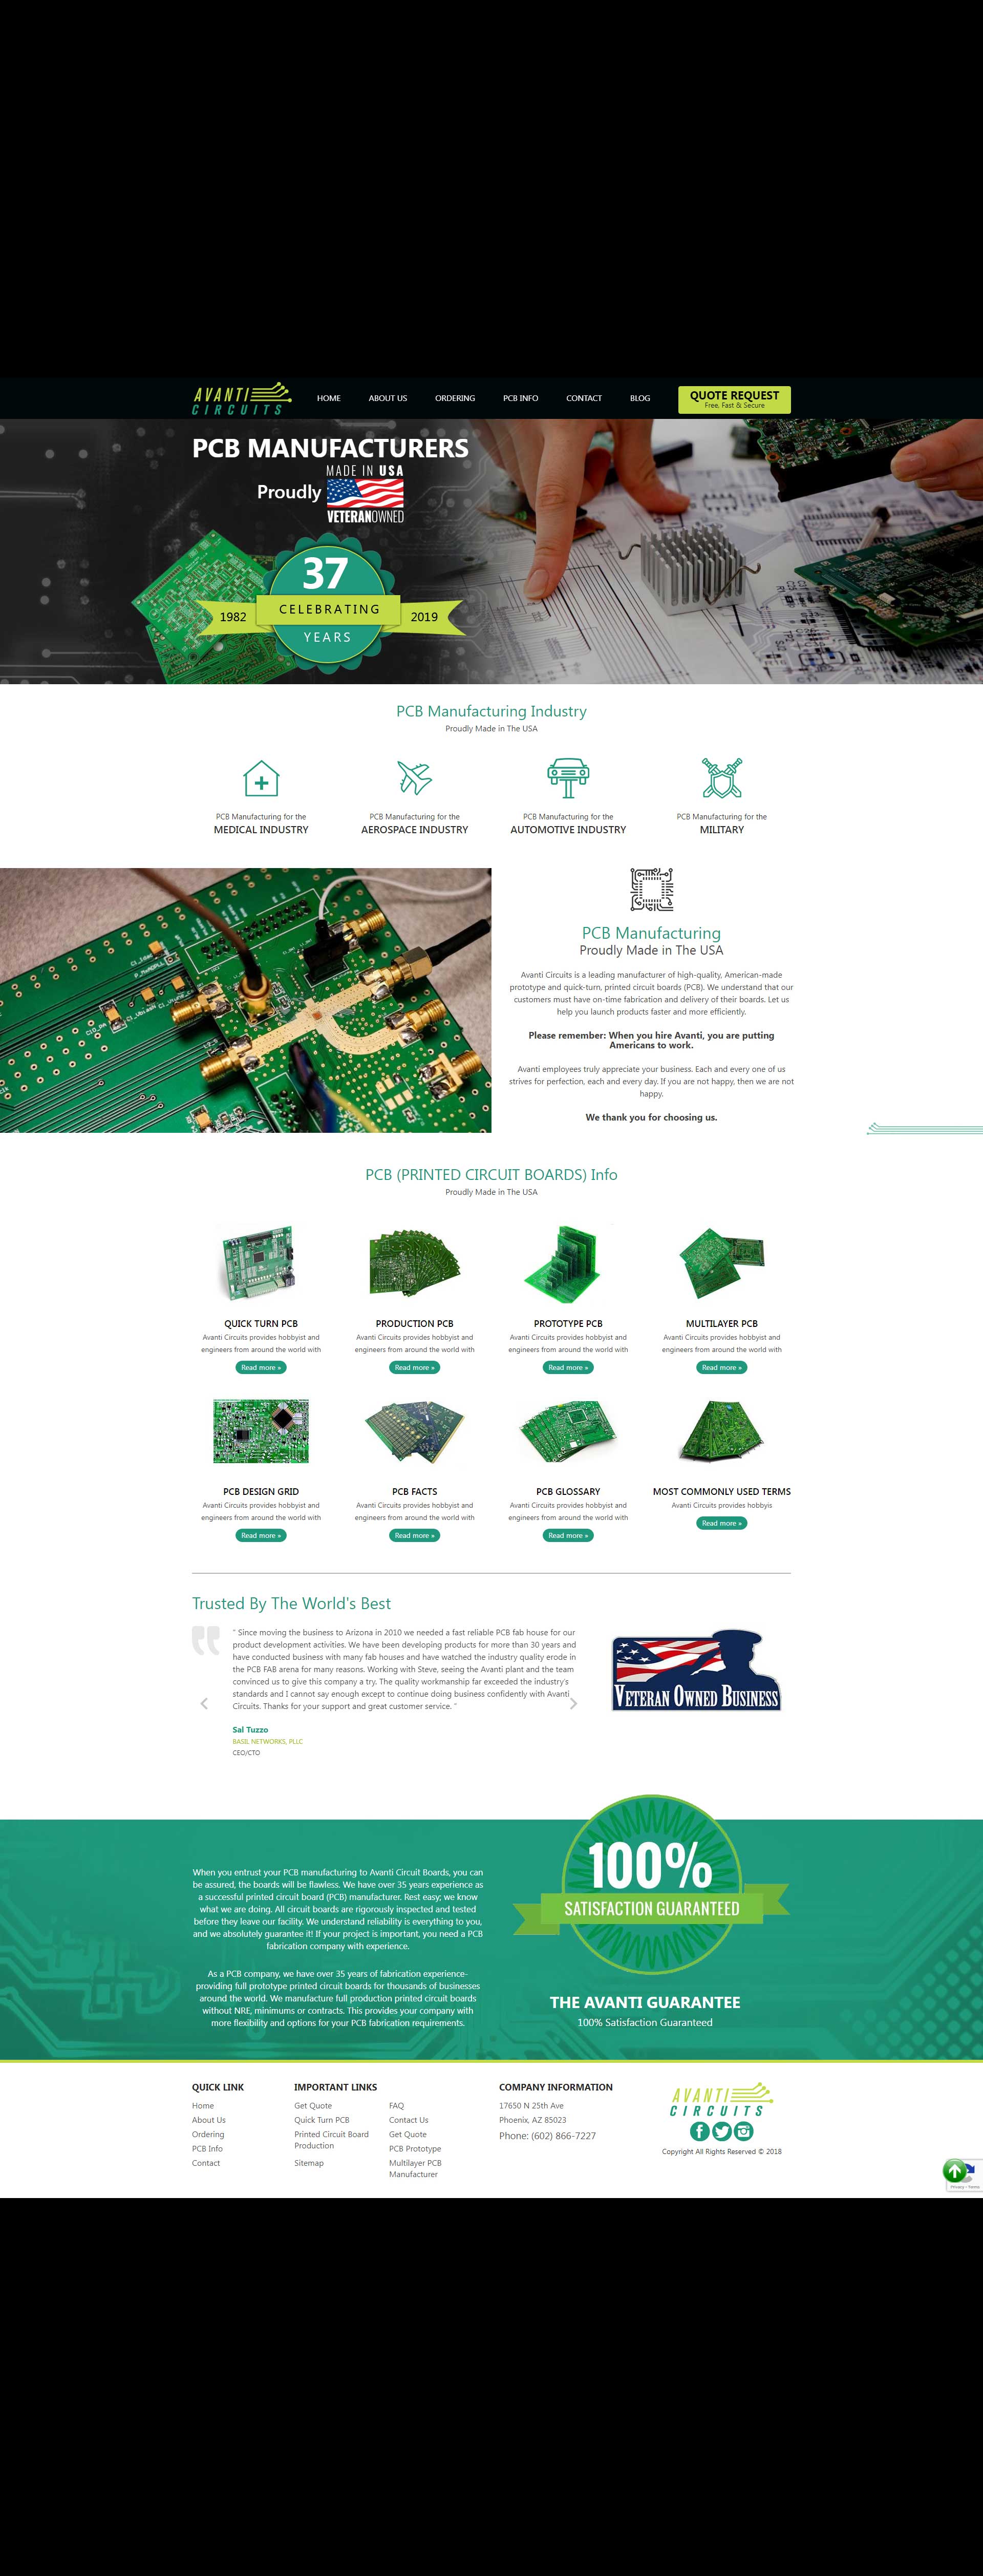 AVANTI
CIRCUITS
HOME
ABOUT US
ORDERING
PCB INFO
CONTACT
BLOG
QUOTE REQUEST
Free, Fast & Secure
PCB MANUFACTURERS
MADE IN USA
Proudly
VETERANOWNED
37
1982
CELEBRATING
2019
YEARS
PCB Manufacturing Industry
Proudly Made in The USA
PCB Manufacturing for the
MEDICAL INDUSTRY
PCB Manufacturing for the
AEROSPACE INDUSTRY
PCB Manufacturing for the
AUTOMOTIVE INDUSTRY
PCB Manufacturing for the
MILITARY
PCB Manufacturing
Proudly Made in The USA
Avanti Circuits is a leading manufacturer of high-quality, American-made
prototype and quick-turn, printed circuit boards (PCB). We understand that our
customers must have on-time fabrication and delivery of their boards. Let us
help you launch products faster and more efficiently.
Please remember: When you hire Avanti, you are putting
Americans to work.
Avanti employees truly appreciate your business. Each and every one of us
strives for perfection, each and every day. If you are not happy, then we are not
happy.
We thank you for choosing us.
PCB (PRINTED CIRCUIT BOARDS) Info
Proudly Made in The USA
QUICK TURN PCB
Avanti Circuits provides hobbyist and
engineers from around the world with
Read more »
PRODUCTION PCB
Avanti Circuits provides hobbyist and
engineers from around the world with
Read more »
PROTOTYPE PCB
Avanti Circuits provides hobbyist and
engineers from around the world with
Read more »
MULTILAYER PCB
Avanti Circuits provides hobbyist and
engineers from around the world with
Read more »
PCB DESIGN GRID
Avanti Circuits provides hobbyist and
engineers from around the world with
Read more »
PCB FACTS
Avanti Circuits provides hobbyist and
engineers from around the world with
Read more »
PCB GLOSSARY
Avanti Circuits provides hobbyist and
engineers from around the world with
Read more »
MOST COMMONLY USED TERMS
Avanti Circuits provides hobbyis
Read more »
Trusted By The World's Best
" Since moving the business to Arizona in 2010 we needed a fast reliable PCB fab house for our
product development activities. We have been developing products for more than 30 years and
have conducted business with many fab houses and have watched the industry quality erode in
the PCB FAB arena for many reasons. Working with Steve, seeing the Avanti plant and the team
convinced us to give this company a try. The quality workmanship far exceeded the industry's
standards and I cannot say enough except to continue doing business confidently with Avanti
Circuits. Thanks for your support and great customer service. "
Sal Tuzzo
BASIL NETWORKS, PLLC
CEO/CTO
VETERAN OWNED BUSINESS
When you entrust your PCB manufacturing to Avanti Circuit Boards, you can
be assured, the boards will be flawless. We have over 35 years experience as
a successful printed circuit board (PCB) manufacturer. Rest easy; we know
what we are doing. All circuit boards are rigorously inspected and tested
before they leave our facility. We understand reliability is everything to you,
and we absolutely guarantee it! If your project is important, you need a PCB
fabrication company with experience.
As a PCB company, we have over 35 years of fabrication experience-
providing full prototype printed circuit boards for thousands of businesses
around the world. We manufacture full production printed circuit boards
without NRE, minimums or contracts. This provides your company with
more flexibility and options for your PCB fabrication requirements.
100%
SATISFACTION GUARANTEED
THE AVANTI GUARANTEE
100% Satisfaction Guaranteed
QUICK LINK
Home
About Us
Ordering
PCB Info
Contact
IMPORTANT LINKS
Get Quote
Quick Turn PCB
Printed Circuit Board
Production
Sitemap
FAQ
Contact Us
Get Quote
PCB Prototype
Multilayer PCB
Manufacturer
COMPANY INFORMATION
17650 N 25th Ave
Phoenix, AZ 85023
Phone: (602) 866-7227
AVANTI
CIRCUITS
Copyright All Rights Reserved © 2018
Privacy - Terms